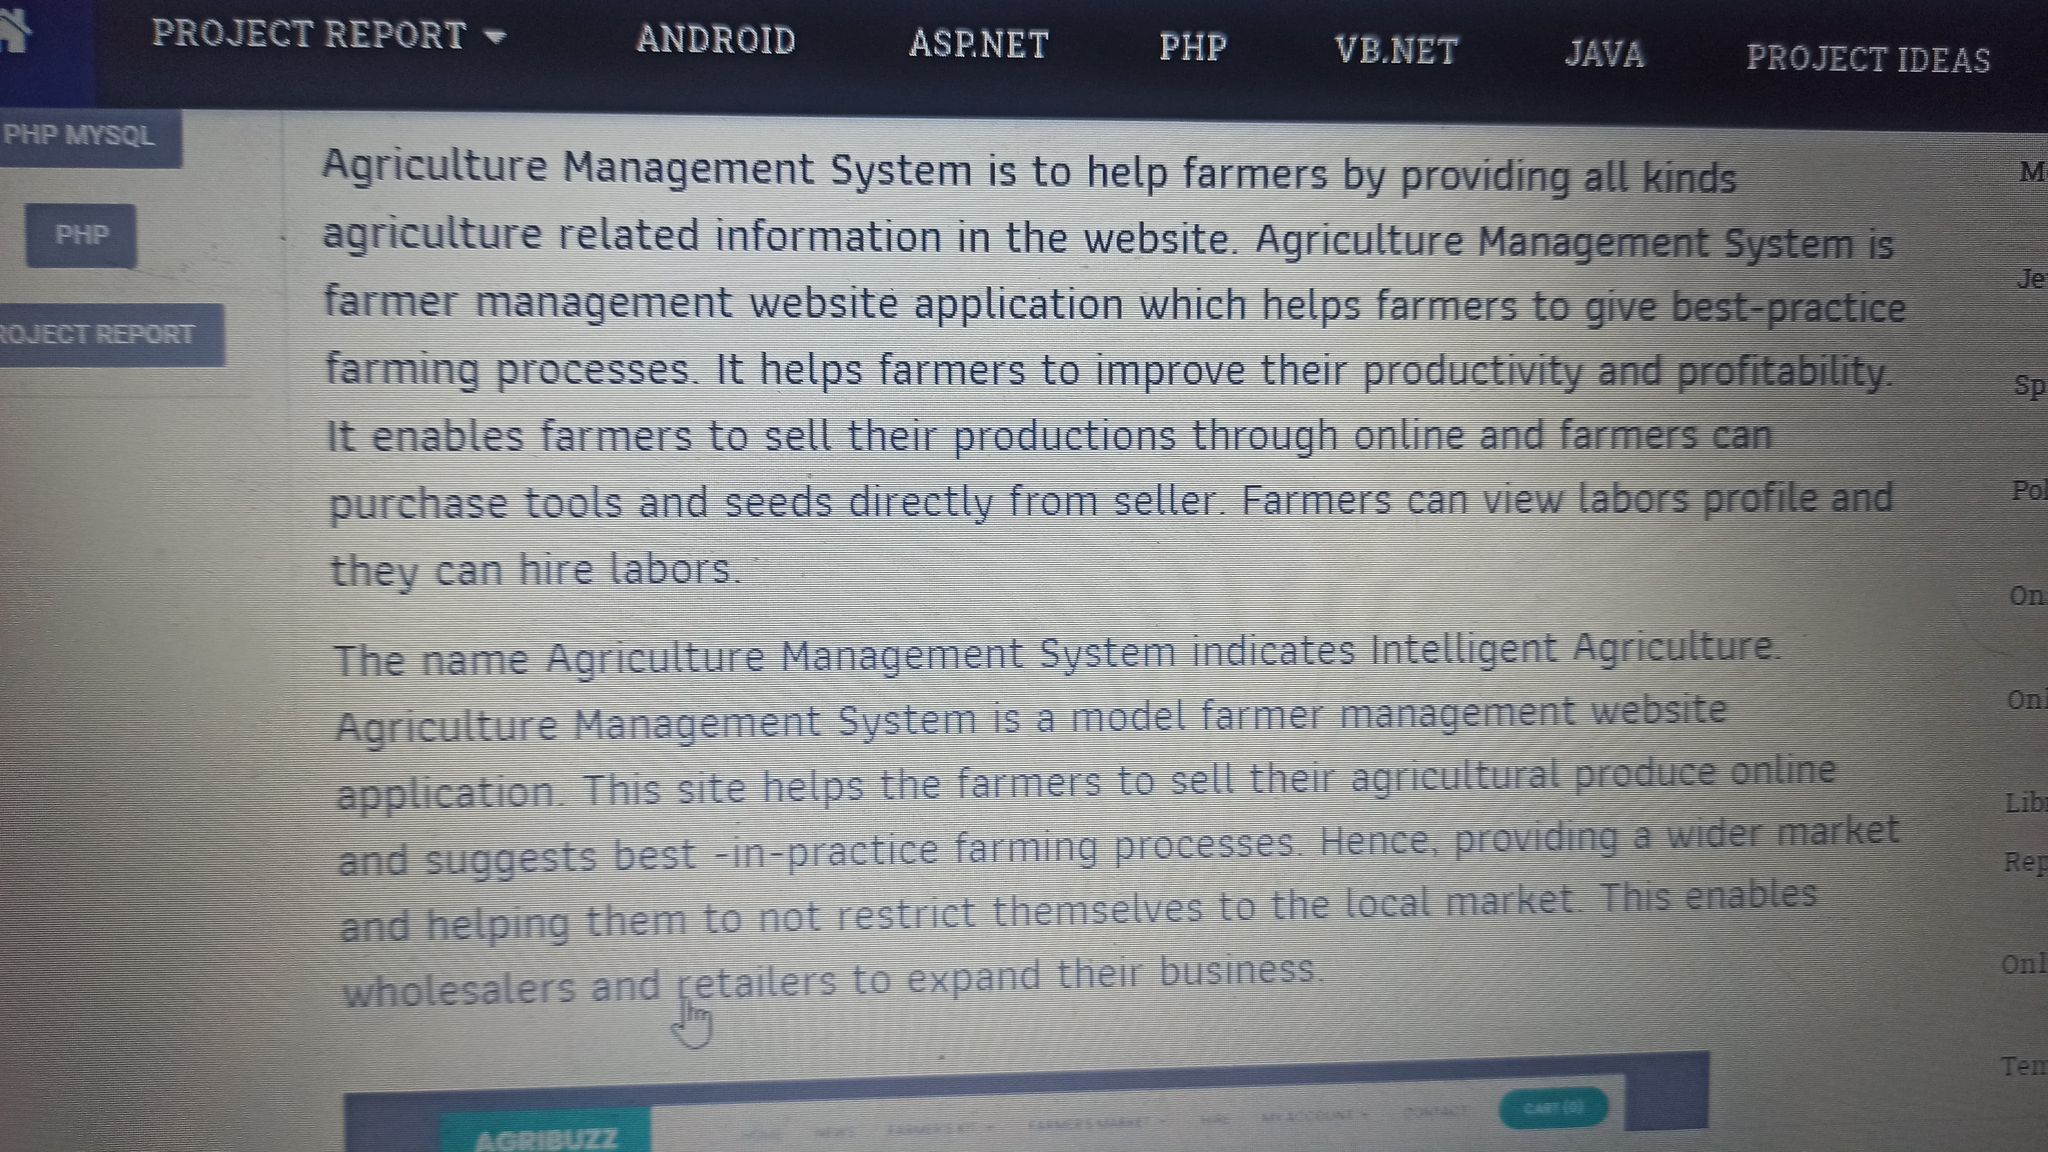 PROJECT REPORT ANDROID ASP.NET PHP VB.NET JAVA PROJECT IDEAS
PHP MYSQL
PHP
ROJECT REPORT
Agriculture Management System is to help farmers by providing all kinds
agriculture related information in the website. Agriculture Management System is
farmer management website application which helps farmers to give best-practice
farming processes. It helps farmers to improve their productivity and profitability.
It enables farmers to sell their productions through online and farmers can
purchase tools and seeds directly from seller. Farmers can view labors profile and
they can hire labors.
The name Agriculture Management System indicates Intelligent Agriculture.
Agriculture Management System is a model farmer management website
application. This site helps the farmers to sell their agricultural produce online
and suggests best -in-practice farming processes. Hence, providing a wider market
and helping them to not restrict themselves to the local market. This enables
wholesalers and retailers to expand their business.
Je
Sp
Pol
On
Onl
Lib
Rep
Onl
Tem
AGRIBUZZ HOME NEWS FARMERS MARKET HIRE MY ACCOUNT CONTACT CART (0)